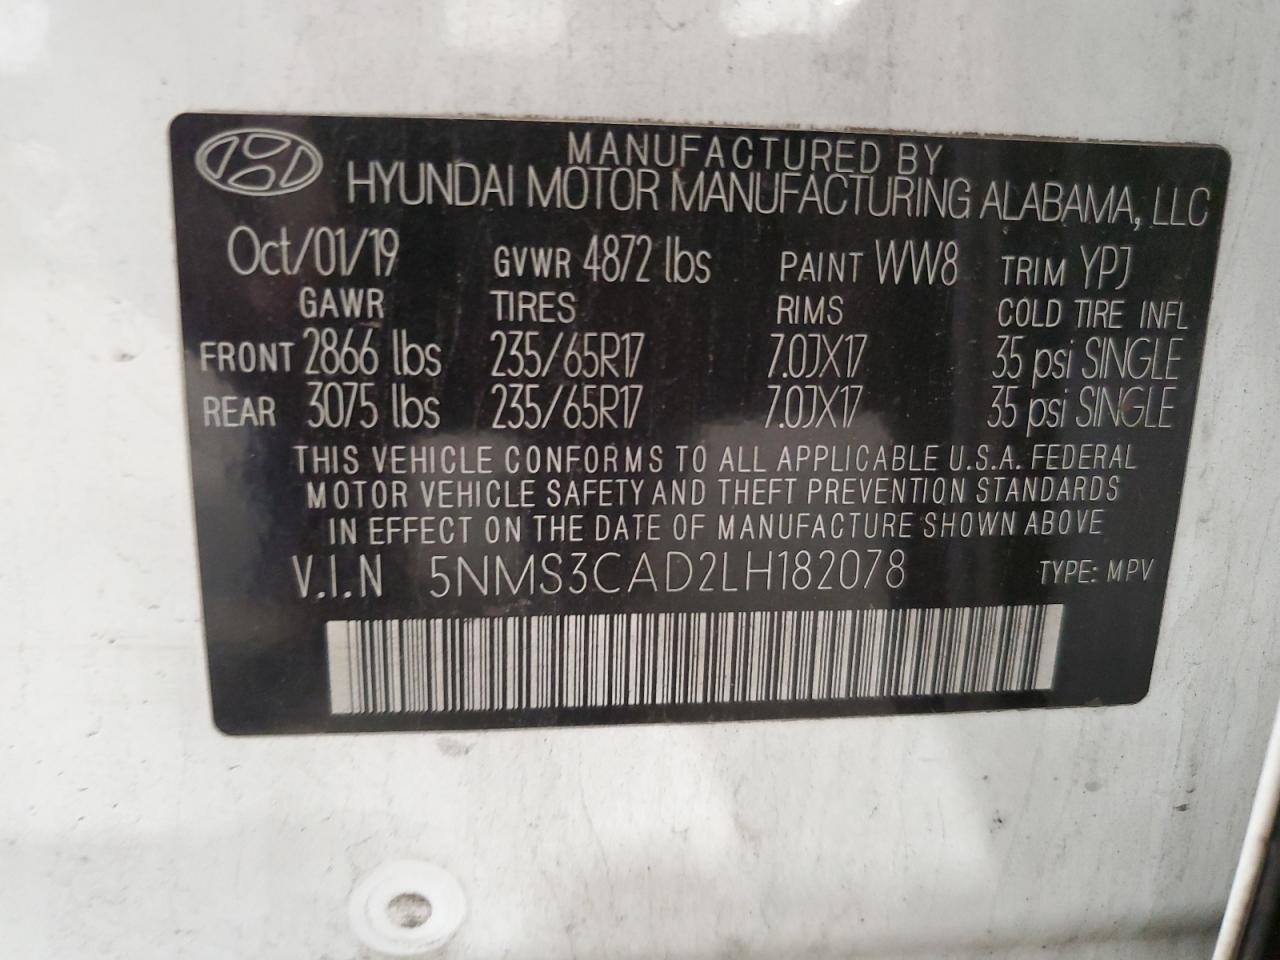 MANUFACTURED BY
HYUNDAI MOTOR MANUFACTURING ALABAMA, LLC
Oct/01/19 GVWR 4872 lbs PAINT WW8 TRIM YPJ
GAWR TIRES RIMS COLD TIRE INFL
FRONT 2866 lbs 235/65R17 7.0JX17 35 psi SINGLE
REAR 3075 lbs 235/65R17 7.0JX17 35 psi SINGLE
THIS VEHICLE CONFORMS TO ALL APPLICABLE U.S.A. FEDERAL
MOTOR VEHICLE SAFETY AND THEFT PREVENTION STANDARDS
IN EFFECT ON THE DATE OF MANUFACTURE SHOWN ABOVE
V.I.N 5NMS3CAD2LH182078 TYPE: MPV